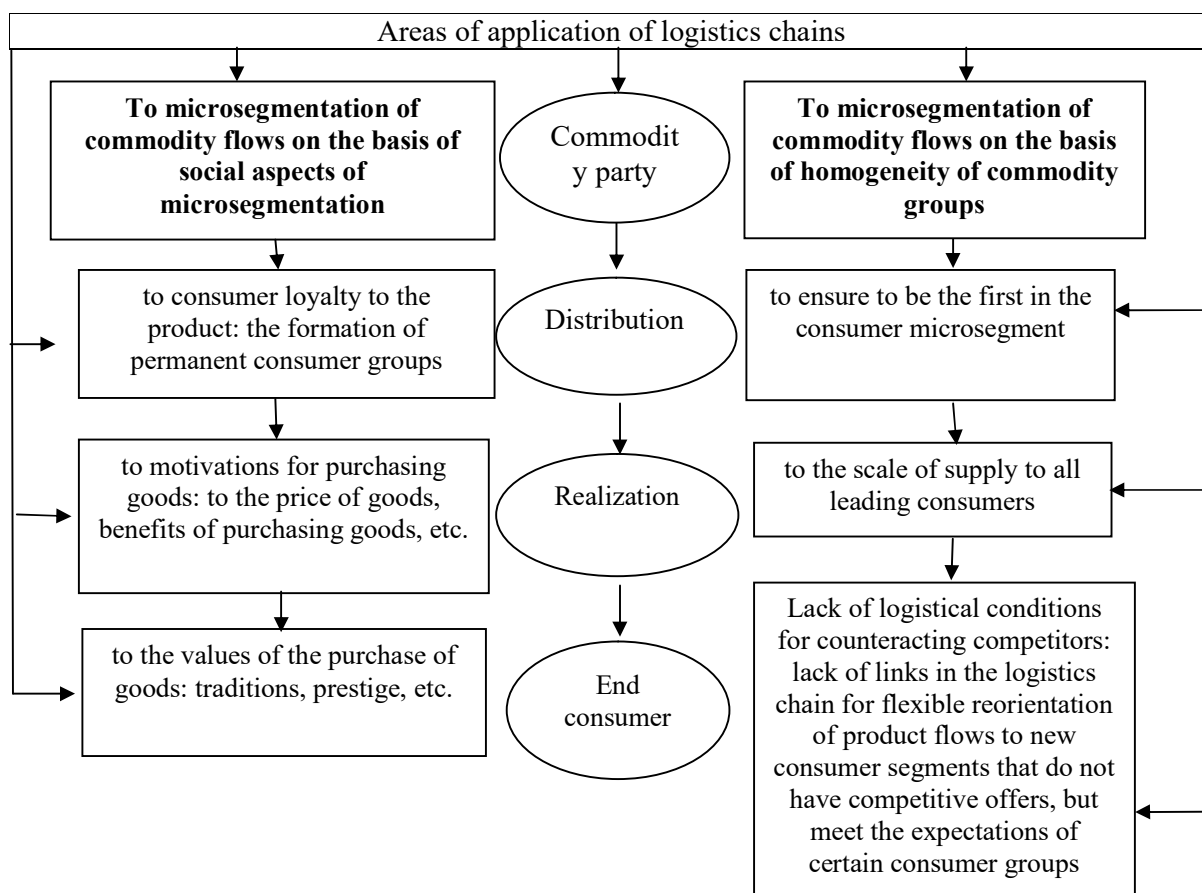 Areas of application of logistics chains
To microsegmentation of
commodity flows on the basis of
social aspects of
microsegmentation
to consumer loyalty to the
product: the formation of
permanent consumer groups
to motivations for purchasing
goods: to the price of goods,
benefits of purchasing goods, etc.
to the values of the purchase of
goods: traditions, prestige, etc.
Commodit
y party
Distribution
Realization
End
consumer
To microsegmentation of
commodity flows on the basis
of homogeneity of commodity
groups
to ensure to be the first in the
consumer microsegment
to the scale of supply to all
leading consumers
Lack of logistical conditions
for counteracting competitors:
lack of links in the logistics
chain for flexible reorientation
of product flows to new
consumer segments that do not
have competitive offers, but
meet the expectations of
certain consumer groups